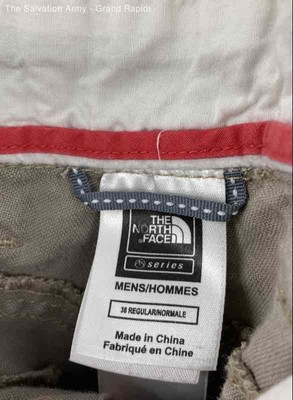 The Salvation Army - Grand Rapids
THE
NORTH
FACE
series
MENS/HOMMES
38 REGULAR/NORMALE
Made in China
Fabriqué en Chine